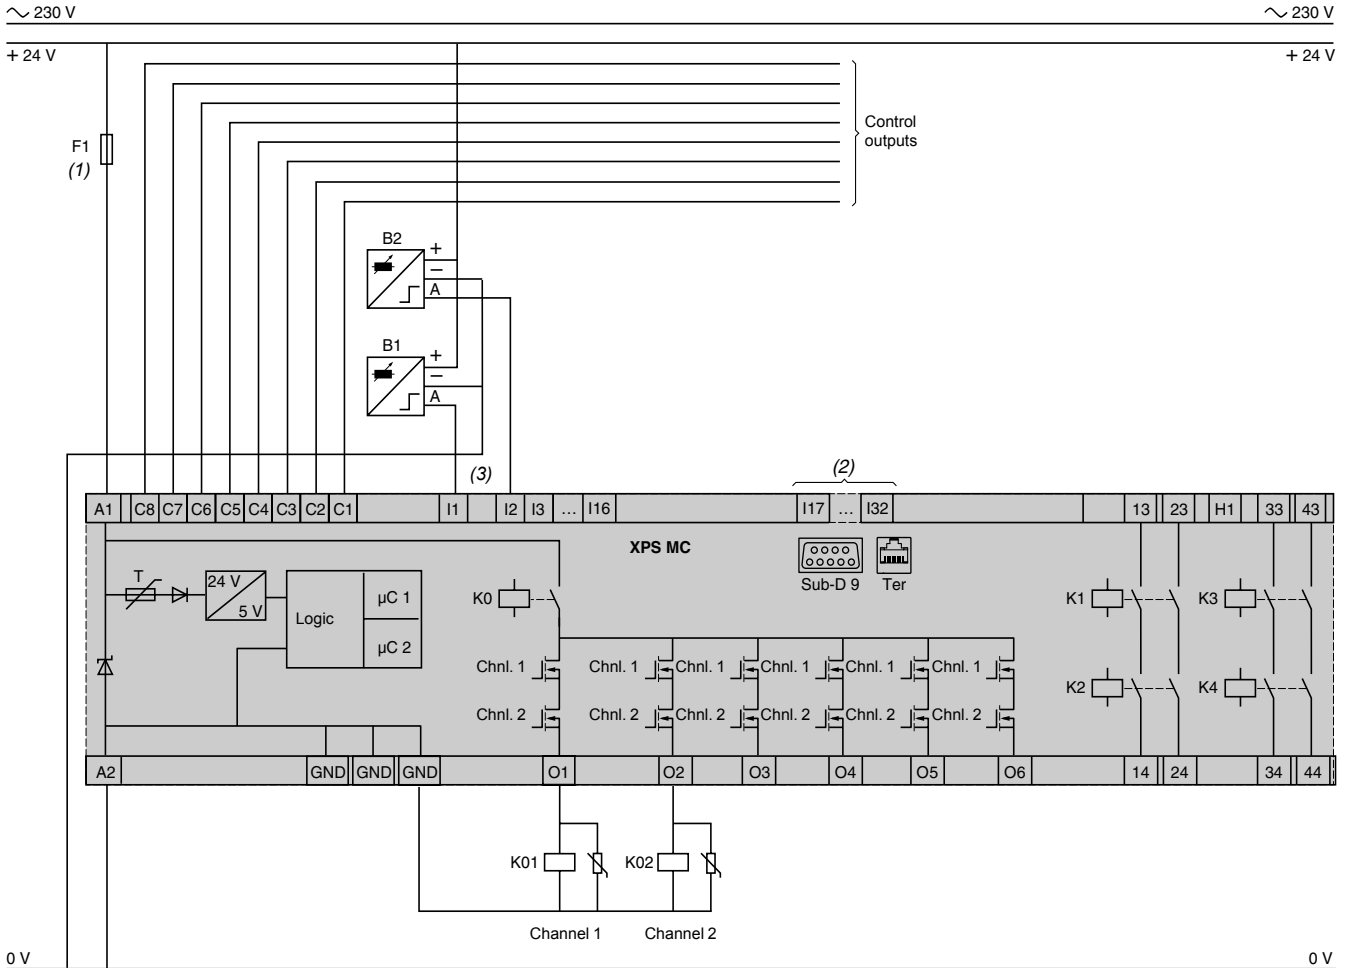 230 V 230 V
+ 24 V + 24 V
Control
outputs
F1
(1)
B2
+
−
A
B1
+
−
A
(3) (2)
A1 C8 C7 C6 C5 C4 C3 C2 C1 I1 I2 I3 ... I16 I17 ... I32 13 23 H1 33 43
XPS MC
Sub-D 9 Ter
T
24 V
5 V
Logic
µC 1
µC 2
K0 K1 K3
Chnl. 1 Chnl. 1 Chnl. 1 Chnl. 1 Chnl. 1 Chnl. 1
K2 K4
Chnl. 2 Chnl. 2 Chnl. 2 Chnl. 2 Chnl. 2 Chnl. 2
A2 GND GND GND O1 O2 O3 O4 O5 O6 14 24 34 44
K01 K02
Channel 1 Channel 2
0 V 0 V